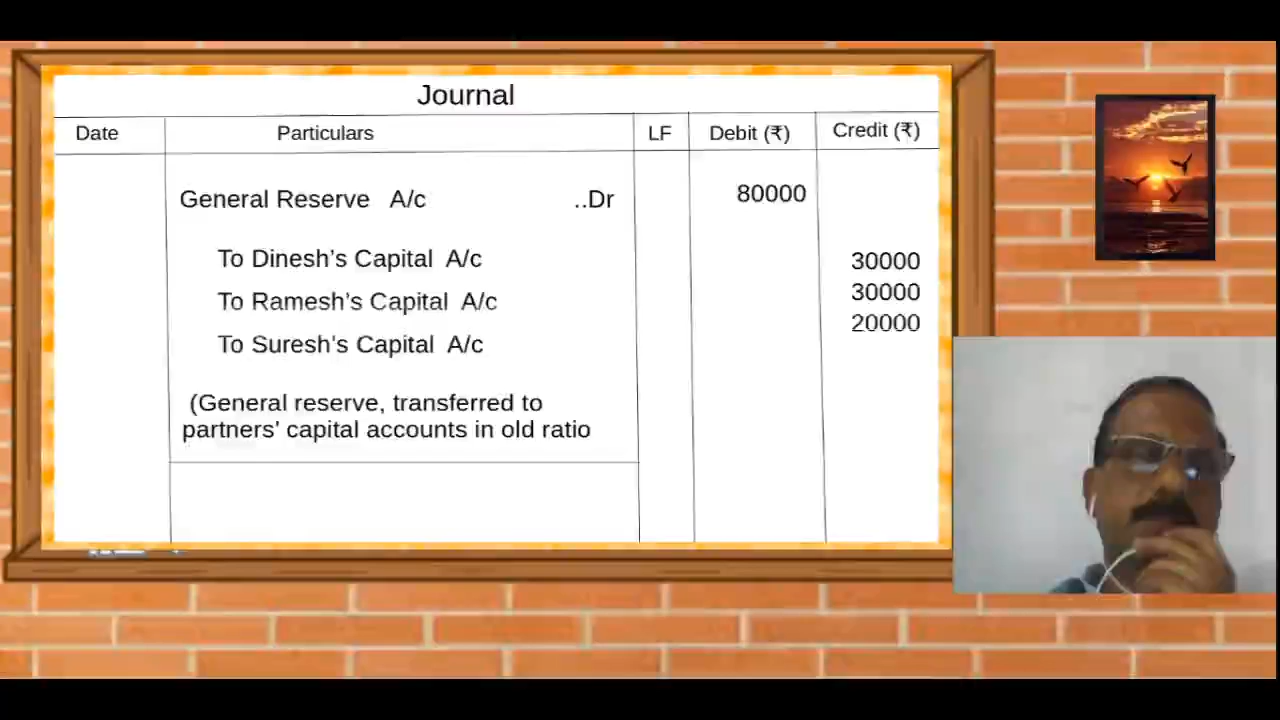 Journal
Date Particulars LF Debit (₹) Credit (₹)
General Reserve A/c ..Dr 80000
To Dinesh’s Capital A/c 30000
To Ramesh’s Capital A/c 30000
To Suresh’s Capital A/c 20000
(General reserve, transferred to
partners’ capital accounts in old ratio